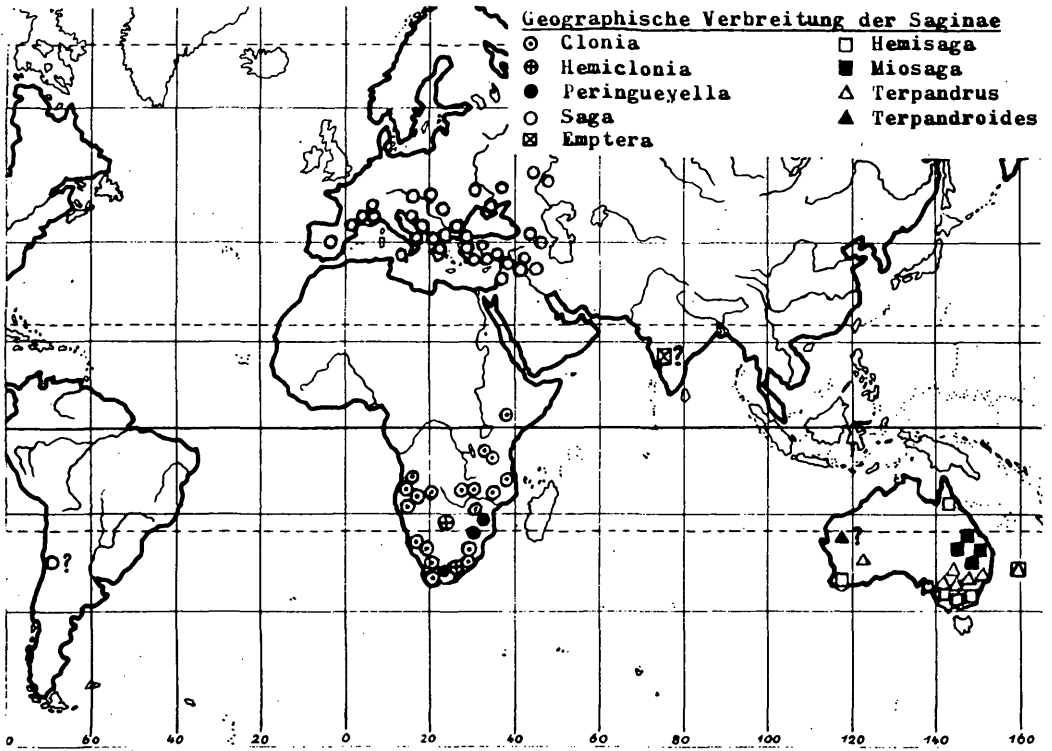 Geographische Verbreitung der Saginae
Clonia
Hemiclonia
Peringueyella
Saga
Emptera
Hemisaga
Miosaga
Terpandrus
Terpandroides
?
?
?
0 60 40 20 0 20 40 60 80 100 120 140 160